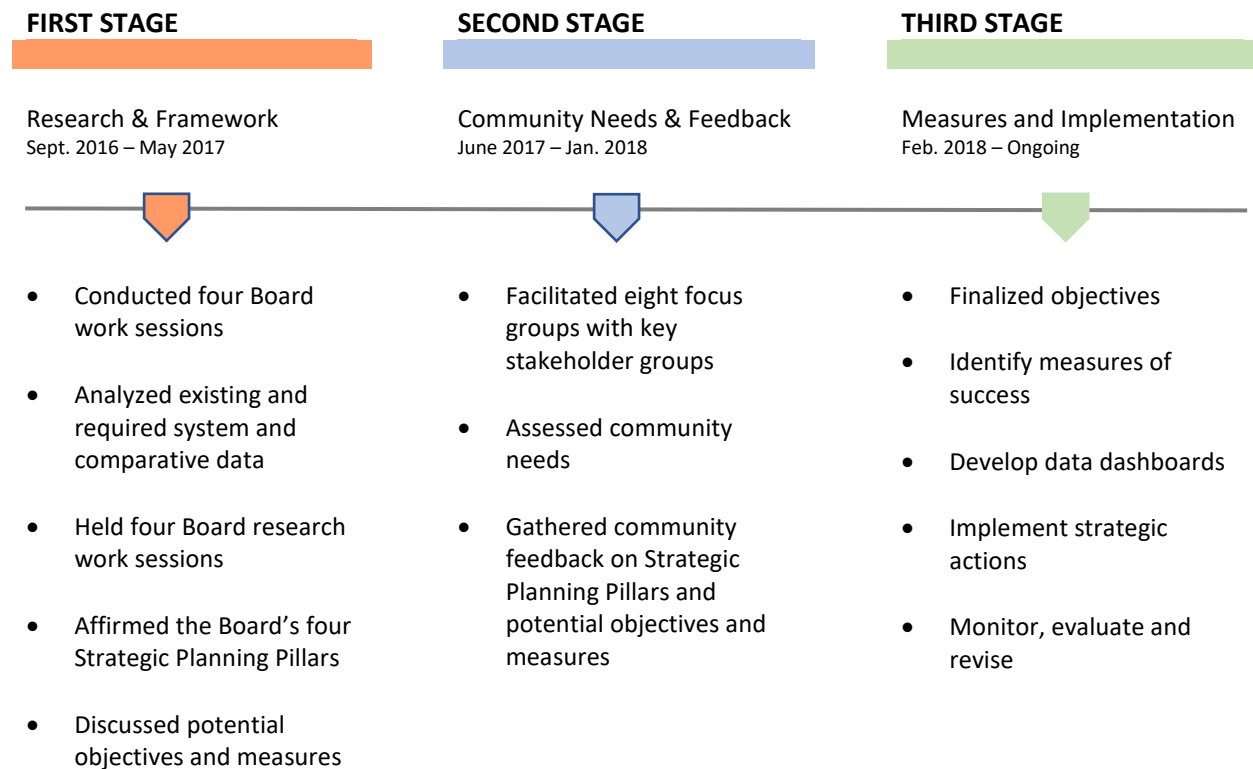 FIRST STAGE
Research & Framework
Sept. 2016 – May 2017
• Conducted four Board
work sessions
• Analyzed existing and
required system and
comparative data
• Held four Board research
work sessions
• Affirmed the Board’s four
Strategic Planning Pillars
• Discussed potential
objectives and measures
SECOND STAGE
Community Needs & Feedback
June 2017 – Jan. 2018
• Facilitated eight focus
groups with key
stakeholder groups
• Assessed community
needs
• Gathered community
feedback on Strategic
Planning Pillars and
potential objectives and
measures
THIRD STAGE
Measures and Implementation
Feb. 2018 – Ongoing
• Finalized objectives
• Identify measures of
success
• Develop data dashboards
• Implement strategic
actions
• Monitor, evaluate and
revise